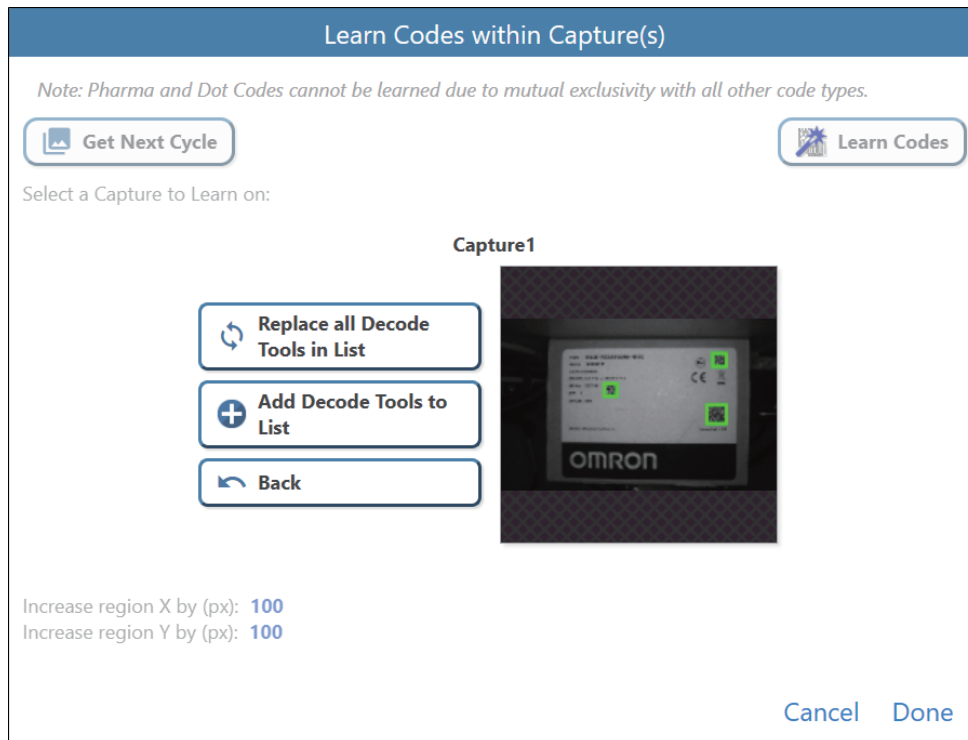 Learn Codes within Capture(s)
Note: Pharma and Dot Codes cannot be learned due to mutual exclusivity with all other code types.
Get Next Cycle
Learn Codes
Select a Capture to Learn on:
Capture1
Replace all Decode
Tools in List
Add Decode Tools to
List
Back
CE
OMRON
Increase region X by (px): 100
Increase region Y by (px): 100
Cancel
Done